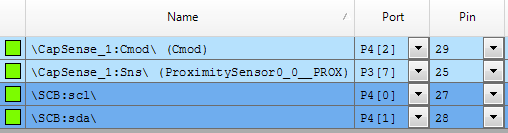 Name / Port Pin
\CapSense_1:Cmod\ (Cmod) P4[2] 29
\CapSense_1:Sns\ (ProximitySensor0_0__PROX) P3[7] 25
\SCB:scl\ P4[0] 27
\SCB:sda\ P4[1] 28